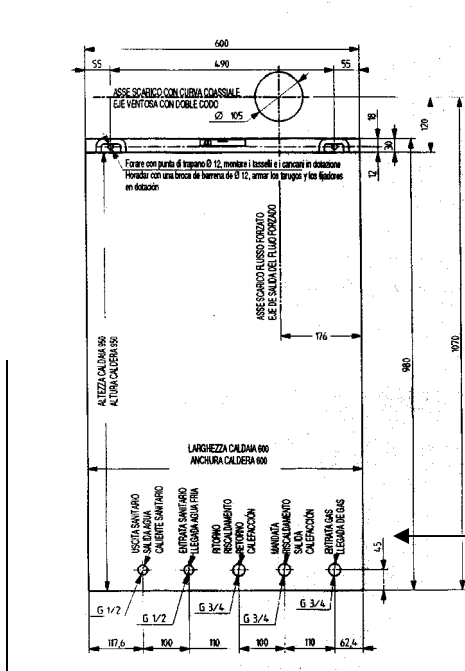 600
55
490
55
ASSE SCARICO CON CURVA COASSIALE
EJE VENTOSA CON DOBLE CODO
Ø 105
18
120
30
12
Forare con punta di trapano Ø 12, montare i tasselli e i cancani in dotazione
Horadar con una broca de barrena de Ø 12, armar los tarugos y los fijadores
en dotación
ASSE SCARICO FLUSSO FORZATO
EJE DE SALIDA DEL FLUJO FORZADO
176
ALTEZZA CALDAIA 950
ALTURA CALDERA 950
980
1070
LARGHEZZA CALDAIA 600
ANCHURA CALDERA 600
USCITA SANITARIO
SALIDA AGUA
CALIENTE SANITARIO
ENTRATA SANITARIO
LLEGADA AGUA FRIA
RITORNO
RISCALDAMENTO
RETORNO
CALEFACCIÓN
MANDATA
RISCALDAMENTO
SALIDA
CALEFACCIÓN
ENTRATA GAS
LLEGADA DE GAS
45
G 1/2
G 1/2
G 3/4
G 3/4
G 3/4
117,6
100
110
100
110
62,4